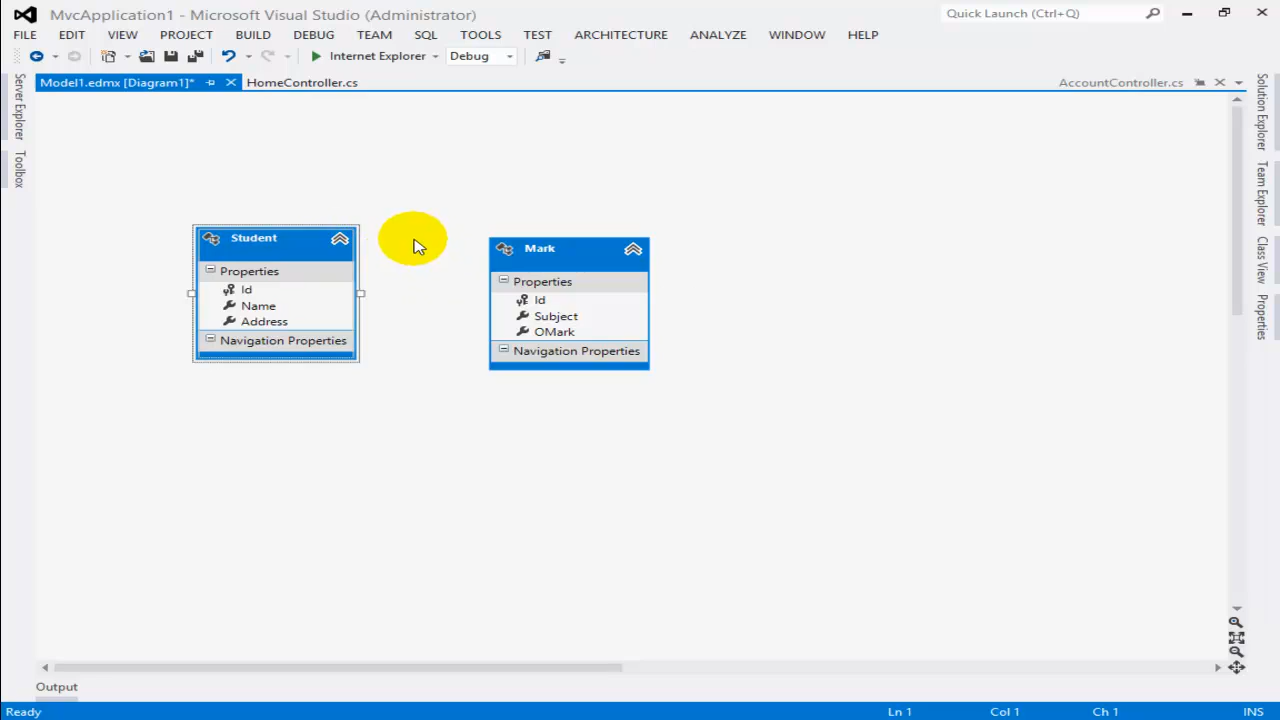 MvcApplication1 - Microsoft Visual Studio (Administrator)
Quick Launch (Ctrl+Q)
FILE EDIT VIEW PROJECT BUILD DEBUG TEAM SQL TOOLS TEST ARCHITECTURE ANALYZE WINDOW HELP
Internet Explorer Debug
Model1.edmx [Diagram1]* HomeController.cs AccountController.cs
Server Explorer
Toolbox
Student
Properties
Id
Name
Address
Navigation Properties
Mark
Properties
Id
Subject
OMark
Navigation Properties
Solution Explorer
Team Explorer
Class View
Properties
Output
Ready Ln 1 Col 1 Ch 1 INS